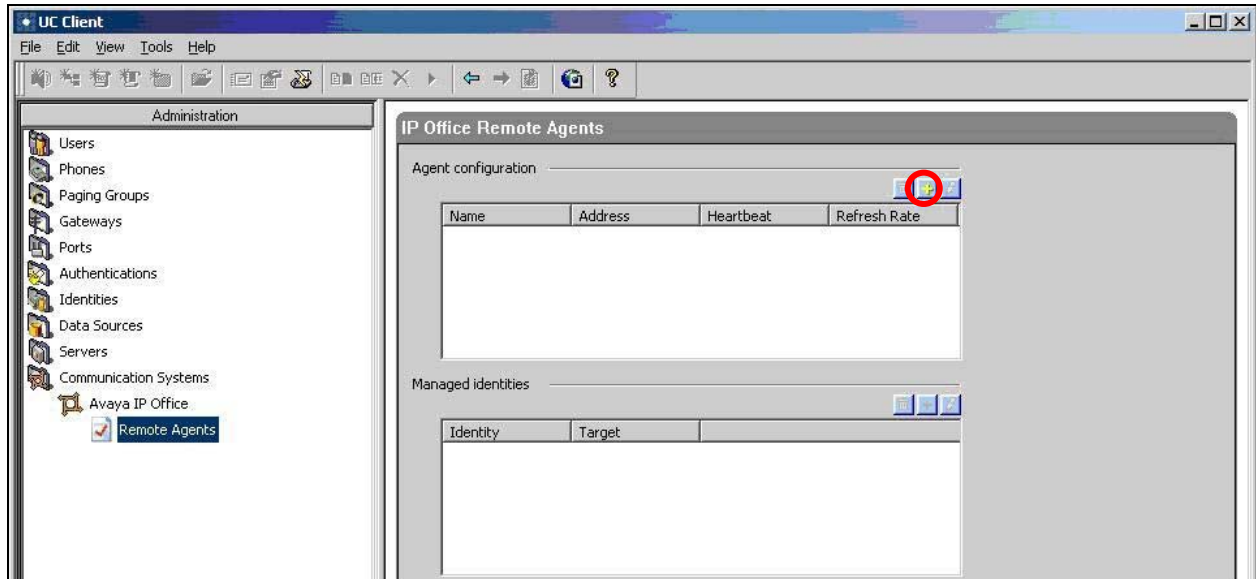 UC Client
File Edit View Tools Help
Administration
Users
Phones
Paging Groups
Gateways
Ports
Authentications
Identities
Data Sources
Servers
Communication Systems
Avaya IP Office
Remote Agents
IP Office Remote Agents
Agent configuration
Name Address Heartbeat Refresh Rate
Managed identities
Identity Target